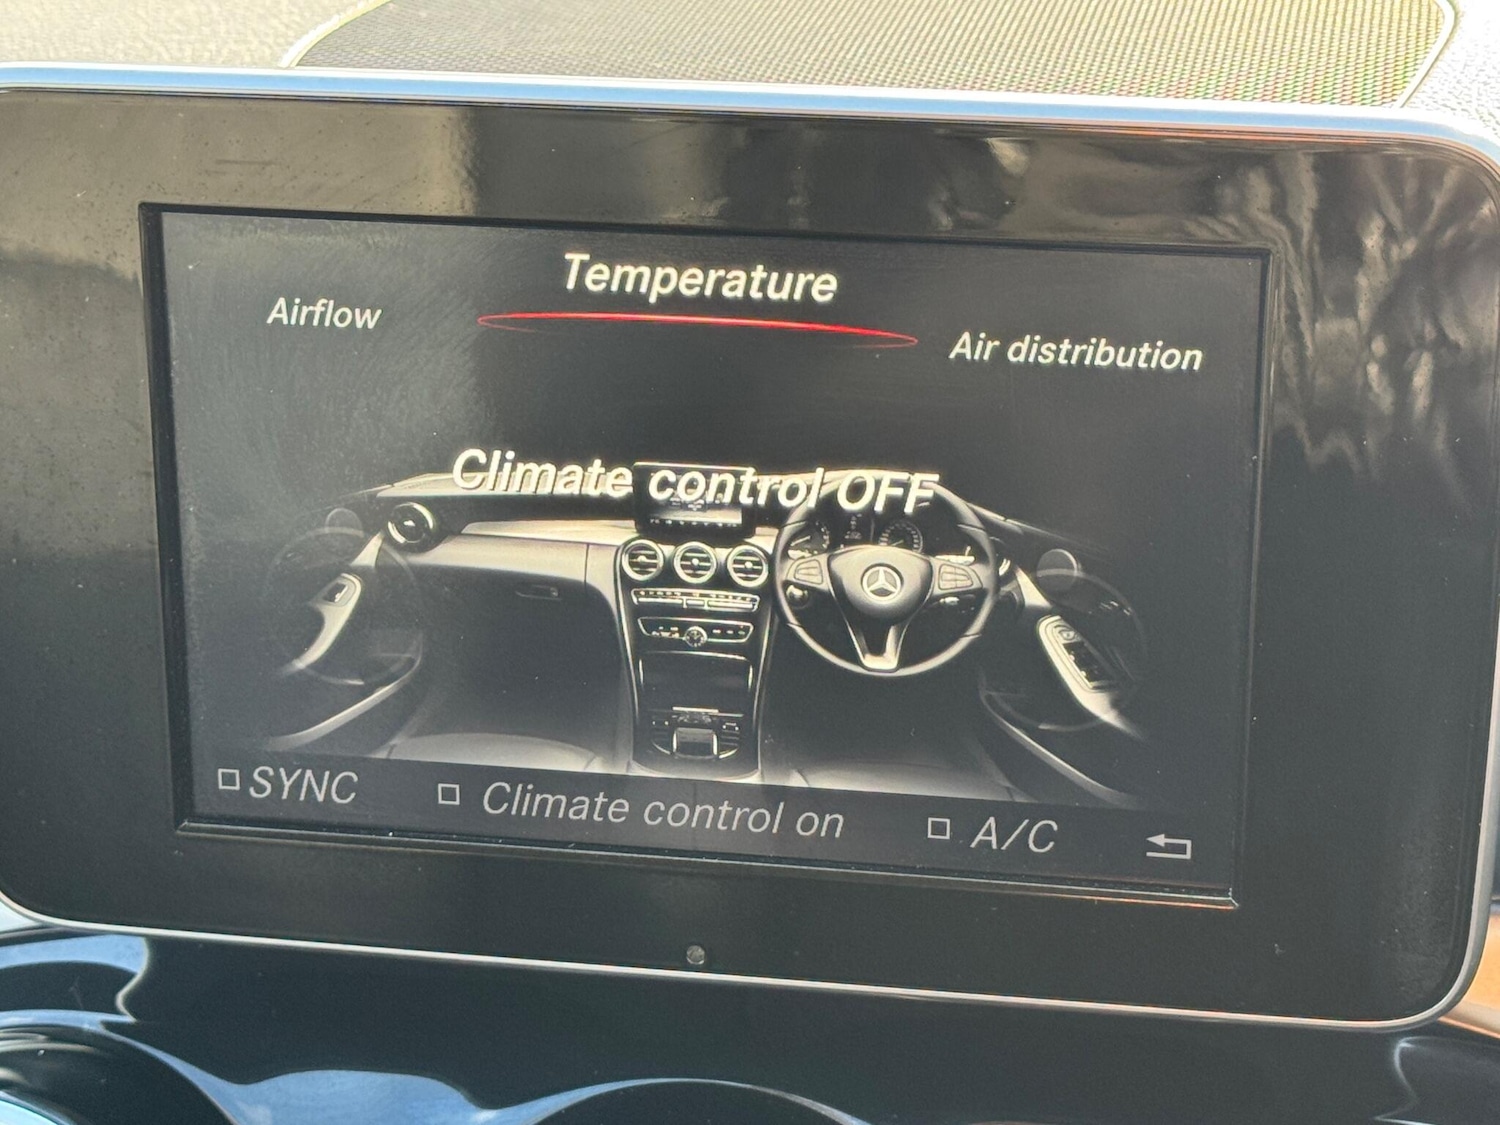 Temperature
Airflow
Air distribution
Climate control OFF
SYNC
Climate control on
A/C